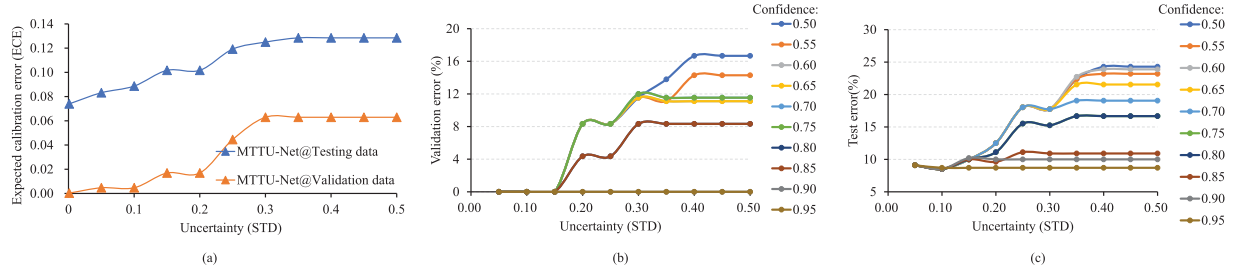 0.14
0.12
0.10
0.08
0.06
0.04
0.02
0.00
Expected calibration error (ECE)
MTTU-Net@Testing data
MTTU-Net@Validation data
0 0.1 0.2 0.3 0.4 0.5
Uncertainty (STD)
(a)
20
16
12
8
4
0
Validation error (%)
0.00 0.10 0.20 0.30 0.40 0.50
Uncertainty (STD)
(b)
Confidence:
0.50
0.55
0.60
0.65
0.70
0.75
0.80
0.85
0.90
0.95
30
25
20
15
10
5
Test error(%)
0.00 0.10 0.20 0.30 0.40 0.50
Uncertainty (STD)
(c)
Confidence:
0.50
0.55
0.60
0.65
0.70
0.75
0.80
0.85
0.90
0.95